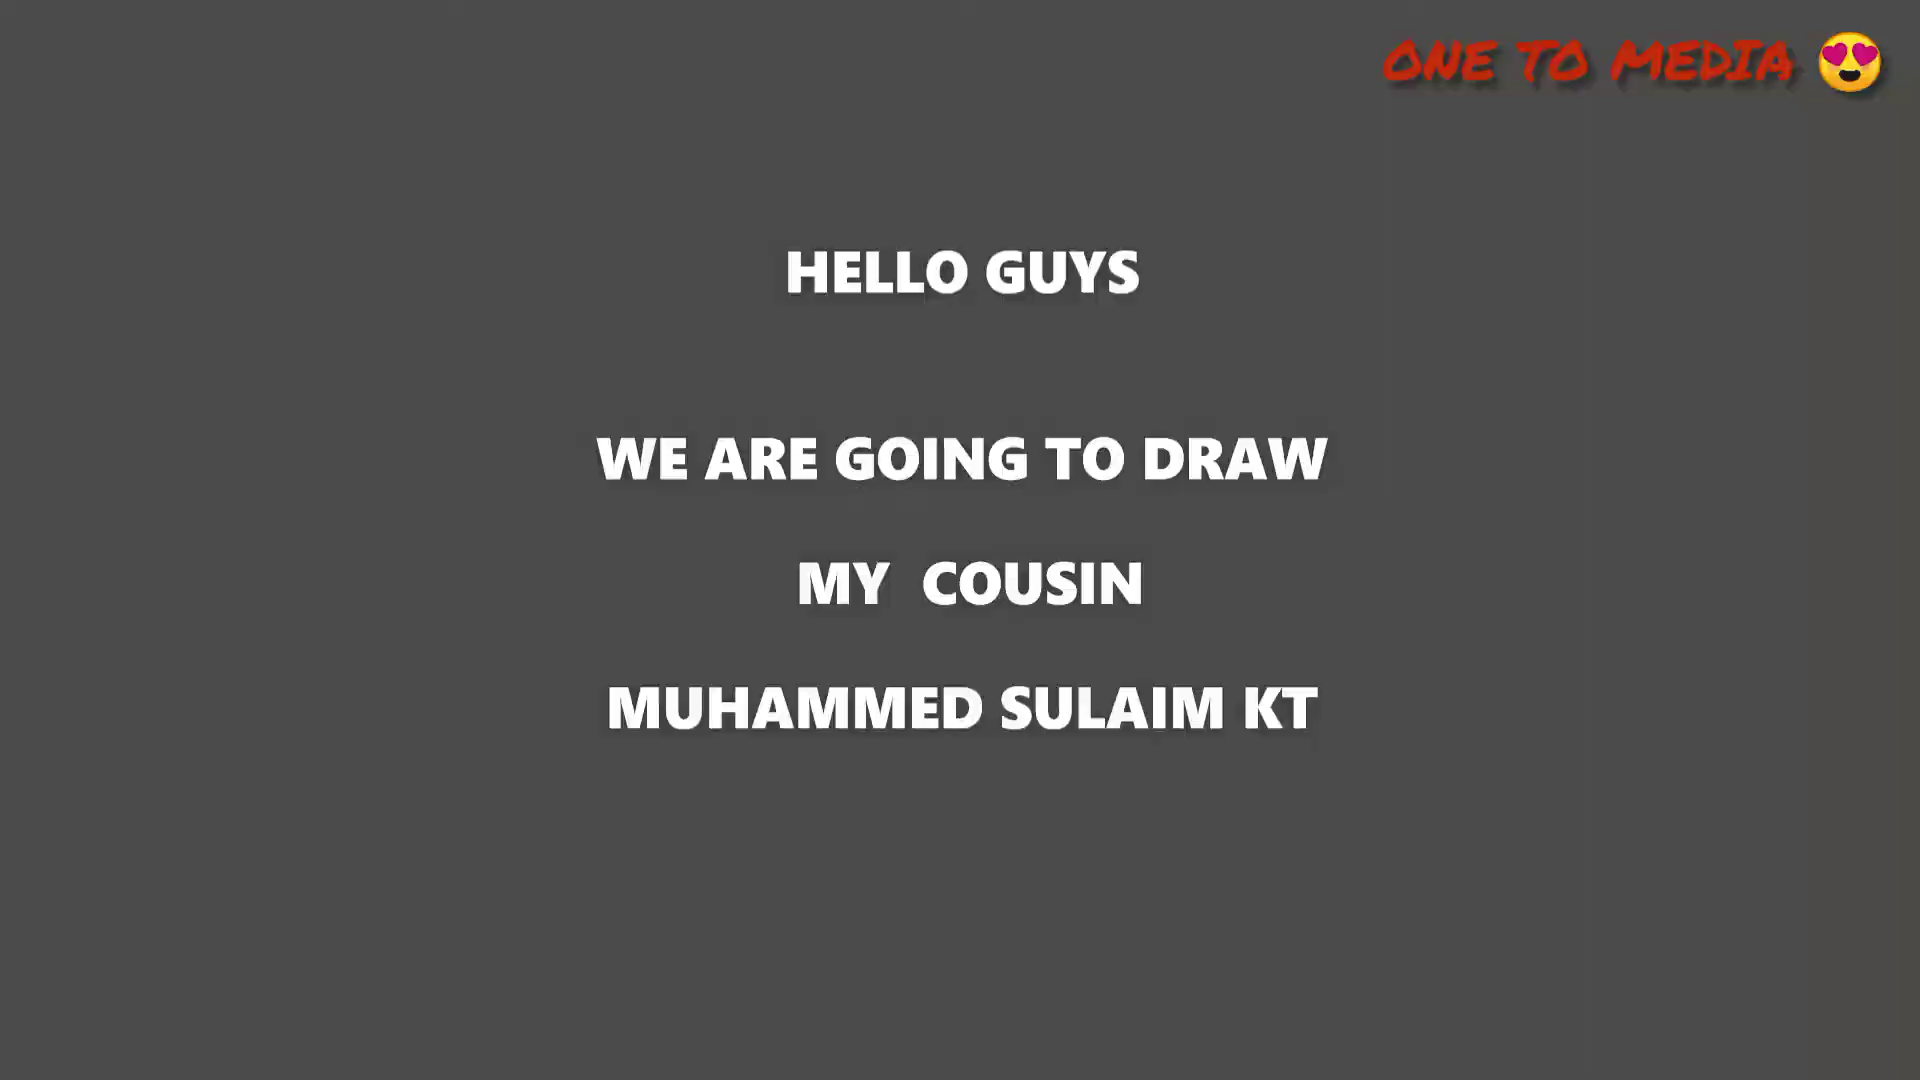 ONE TO MEDIA 😍
HELLO GUYS
WE ARE GOING TO DRAW
MY  COUSIN
MUHAMMED SULAIM KT